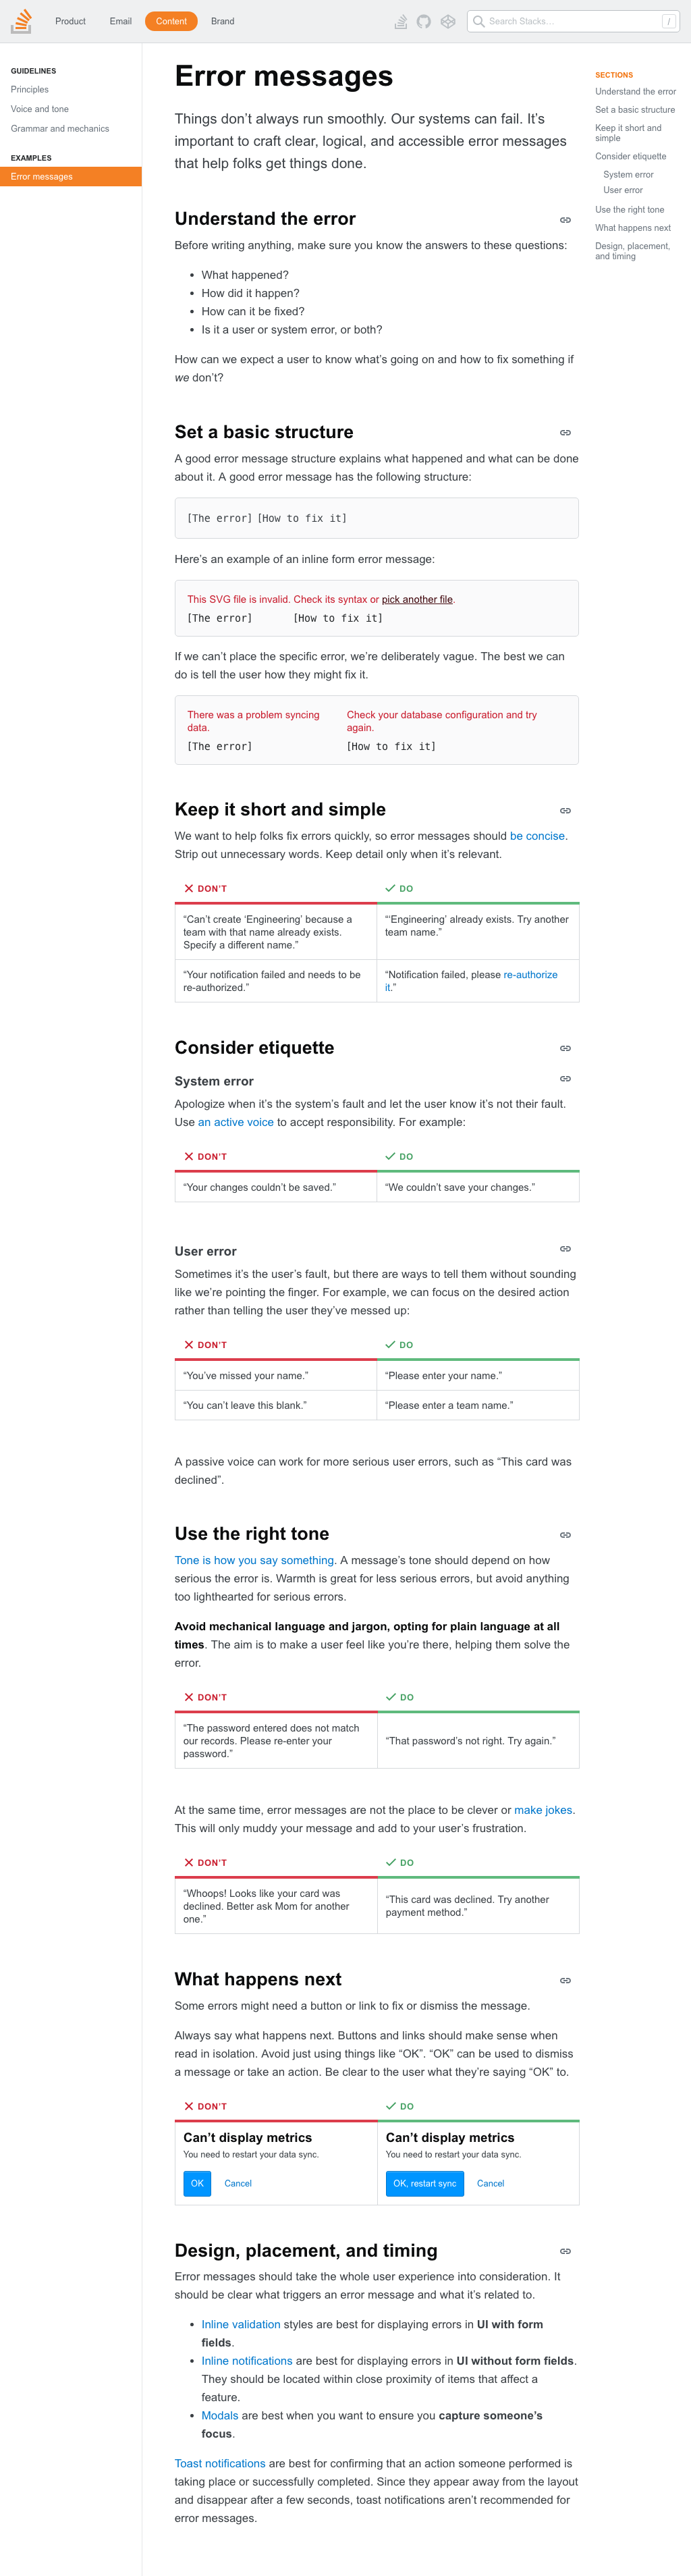 Product Email Content Brand
Search Stacks… /
GUIDELINES
Principles
Voice and tone
Grammar and mechanics
EXAMPLES
Error messages
Error messages
Things don’t always run smoothly. Our systems can fail. It’s
important to craft clear, logical, and accessible error messages
that help folks get things done.
Understand the error
Before writing anything, make sure you know the answers to these questions:
• What happened?
• How did it happen?
• How can it be fixed?
• Is it a user or system error, or both?
How can we expect a user to know what’s going on and how to fix something if
we don’t?
Set a basic structure
A good error message structure explains what happened and what can be done
about it. A good error message has the following structure:
[The error] [How to fix it]
Here’s an example of an inline form error message:
This SVG file is invalid. Check its syntax or pick another file.
[The error] [How to fix it]
If we can’t place the specific error, we’re deliberately vague. The best we can
do is tell the user how they might fix it.
There was a problem syncing
data.
[The error]
Check your database configuration and try
again.
[How to fix it]
Keep it short and simple
We want to help folks fix errors quickly, so error messages should be concise.
Strip out unnecessary words. Keep detail only when it’s relevant.
DON’T
DO
“Can’t create ‘Engineering’ because a
team with that name already exists.
Specify a different name.”
“‘Engineering’ already exists. Try another
team name.”
“Your notification failed and needs to be
re-authorized.”
“Notification failed, please re-authorize
it.”
Consider etiquette
System error
Apologize when it’s the system’s fault and let the user know it’s not their fault.
Use an active voice to accept responsibility. For example:
DON’T
DO
“Your changes couldn’t be saved.”
“We couldn’t save your changes.”
User error
Sometimes it’s the user’s fault, but there are ways to tell them without sounding
like we’re pointing the finger. For example, we can focus on the desired action
rather than telling the user they’ve messed up:
DON’T
DO
“You’ve missed your name.”
“Please enter your name.”
“You can’t leave this blank.”
“Please enter a team name.”
A passive voice can work for more serious user errors, such as “This card was
declined”.
Use the right tone
Tone is how you say something. A message’s tone should depend on how
serious the error is. Warmth is great for less serious errors, but avoid anything
too lighthearted for serious errors.
Avoid mechanical language and jargon, opting for plain language at all
times. The aim is to make a user feel like you’re there, helping them solve the
error.
DON’T
DO
“The password entered does not match
our records. Please re-enter your
password.”
“That password’s not right. Try again.”
At the same time, error messages are not the place to be clever or make jokes.
This will only muddy your message and add to your user’s frustration.
DON’T
DO
“Whoops! Looks like your card was
declined. Better ask Mom for another
one.”
“This card was declined. Try another
payment method.”
What happens next
Some errors might need a button or link to fix or dismiss the message.
Always say what happens next. Buttons and links should make sense when
read in isolation. Avoid just using things like “OK”. “OK” can be used to dismiss
a message or take an action. Be clear to the user what they’re saying “OK” to.
DON’T
DO
Can’t display metrics
You need to restart your data sync.
OK Cancel
Can’t display metrics
You need to restart your data sync.
OK, restart sync Cancel
Design, placement, and timing
Error messages should take the whole user experience into consideration. It
should be clear what triggers an error message and what it’s related to.
• Inline validation styles are best for displaying errors in UI with form
fields.
• Inline notifications are best for displaying errors in UI without form fields.
They should be located within close proximity of items that affect a
feature.
• Modals are best when you want to ensure you capture someone’s
focus.
Toast notifications are best for confirming that an action someone performed is
taking place or successfully completed. Since they appear away from the layout
and disappear after a few seconds, toast notifications aren’t recommended for
error messages.
SECTIONS
Understand the error
Set a basic structure
Keep it short and
simple
Consider etiquette
System error
User error
Use the right tone
What happens next
Design, placement,
and timing